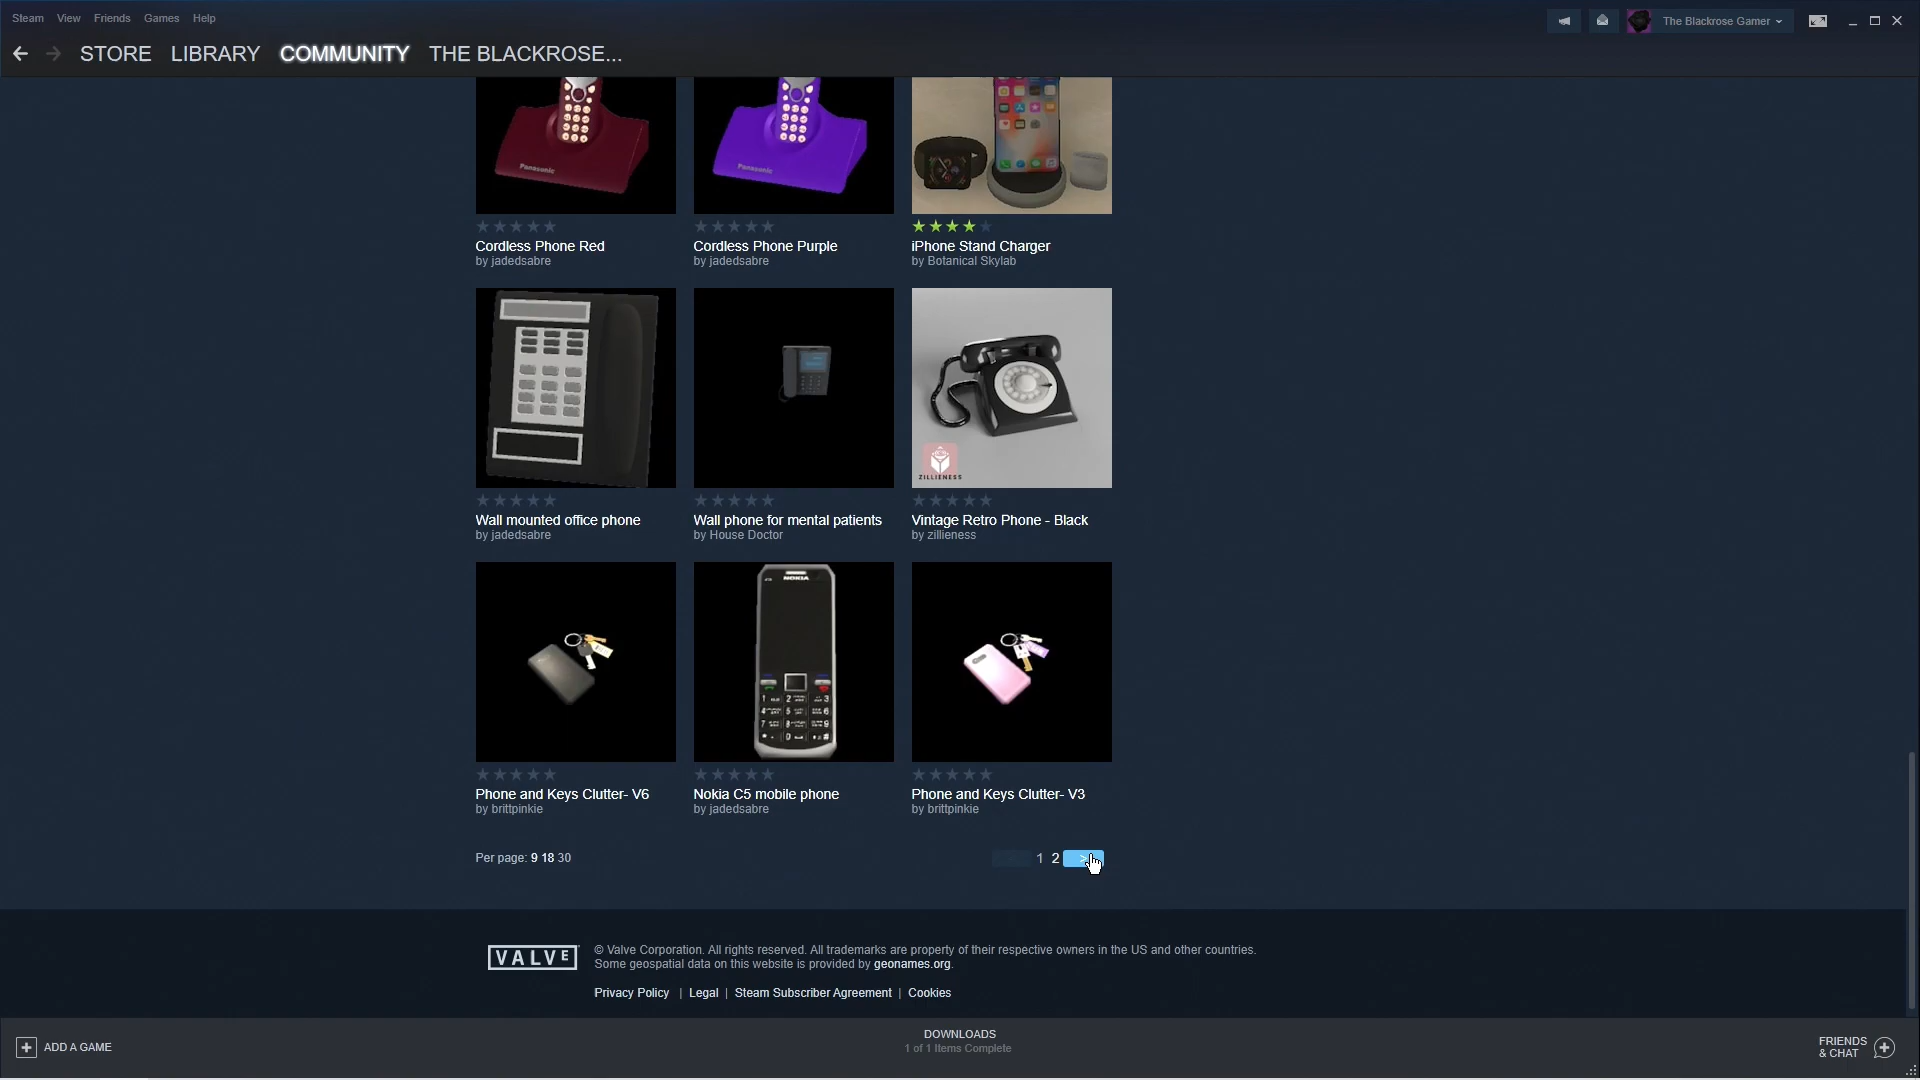 Steam View Friends Games Help
The Blackrose Gamer
STORE LIBRARY COMMUNITY THE BLACKROSE...
Panasonic
Panasonic
Cordless Phone Red
by jadedsabre
Cordless Phone Purple
by jadedsabre
iPhone Stand Charger
by Botanical Skylab
ZILLIENESS
Wall mounted office phone
by jadedsabre
Wall phone for mental patients
by House Doctor
Vintage Retro Phone - Black
by zillieness
NOKIA
Phone and Keys Clutter- V6
by brittpinkie
Nokia C5 mobile phone
by jadedsabre
Phone and Keys Clutter- V3
by brittpinkie
Per page: 9 18 30
1 2 >
VALVE
© Valve Corporation. All rights reserved. All trademarks are property of their respective owners in the US and other countries.
Some geospatial data on this website is provided by geonames.org.
Privacy Policy | Legal | Steam Subscriber Agreement | Cookies
ADD A GAME
DOWNLOADS
1 of 1 Items Complete
FRIENDS
& CHAT